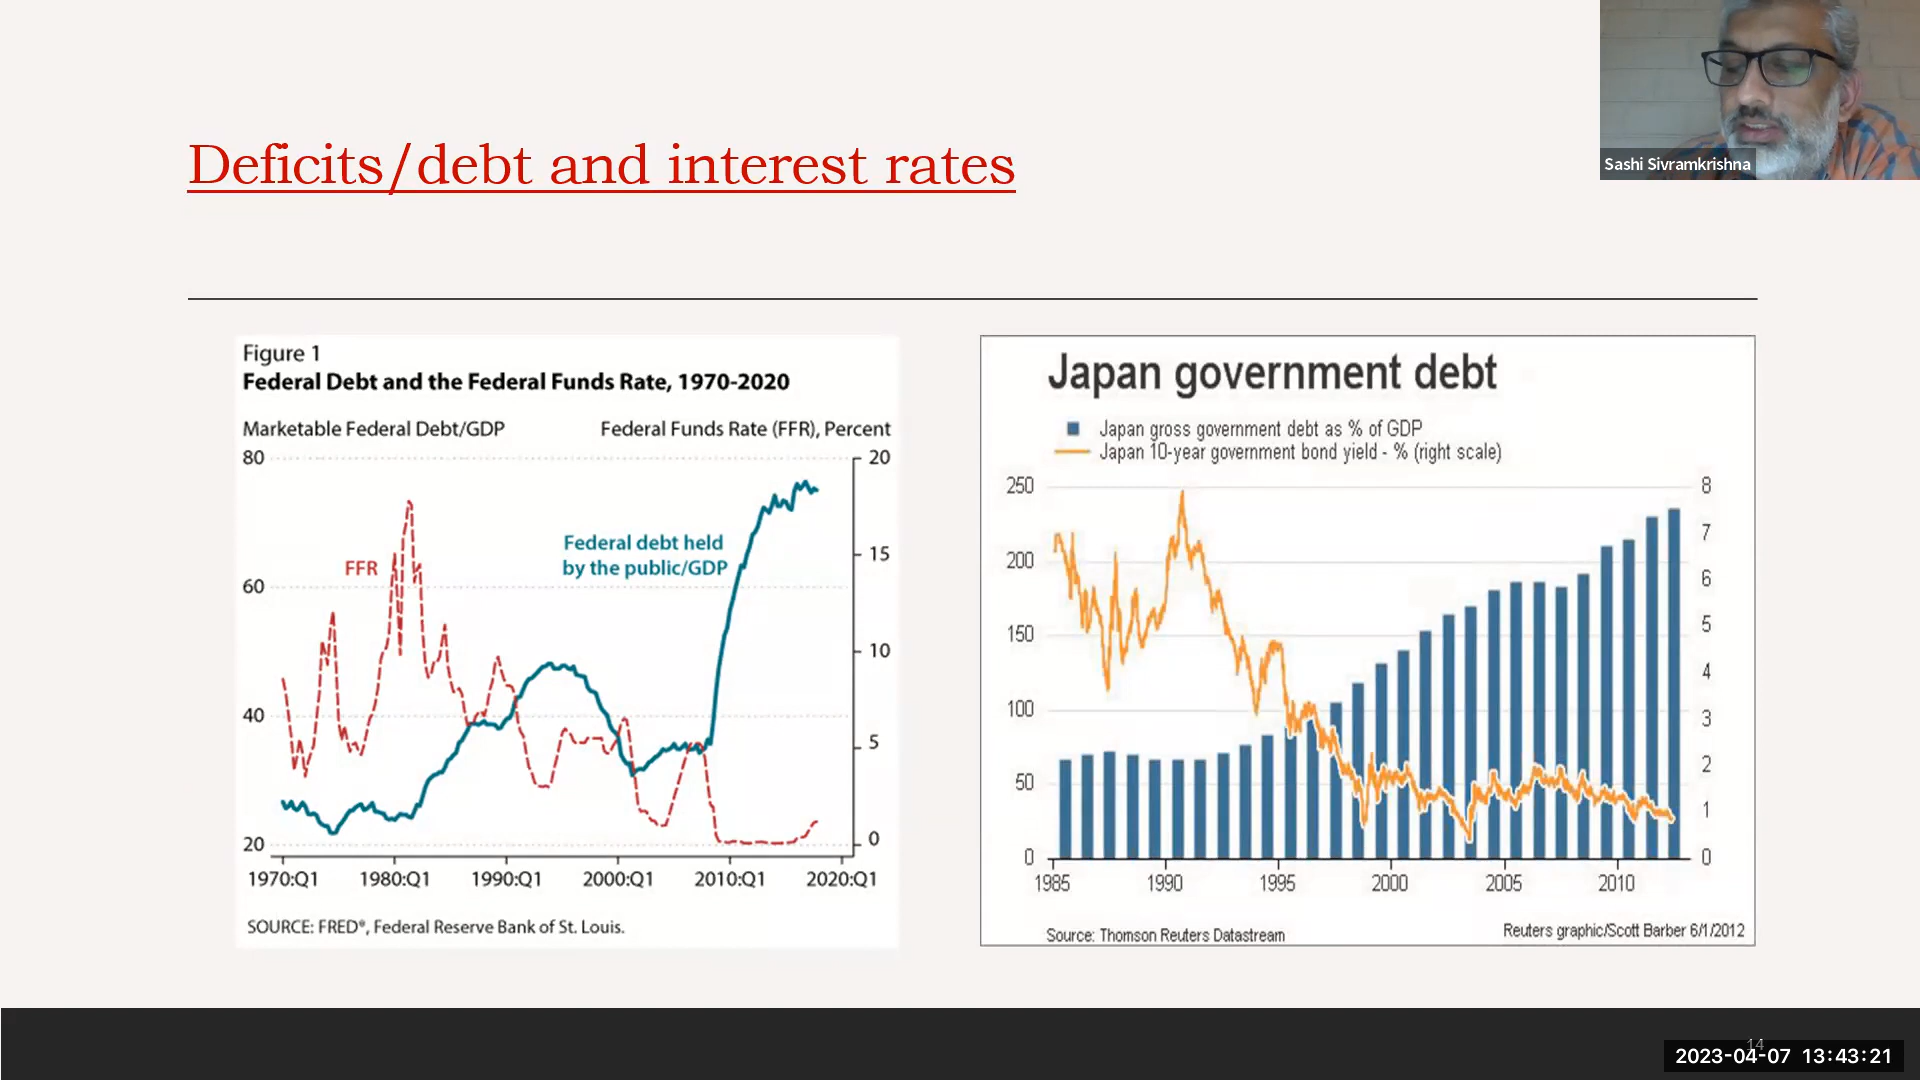 Sashi Sivramkrishna
Deficits/debt and interest rates
Figure 1
Federal Debt and the Federal Funds Rate, 1970-2020
Marketable Federal Debt/GDP
Federal Funds Rate (FFR), Percent
80
60
40
20
20
15
10
5
0
FFR
Federal debt held
by the public/GDP
1970:Q1 1980:Q1 1990:Q1 2000:Q1 2010:Q1 2020:Q1
SOURCE: FRED®, Federal Reserve Bank of St. Louis.
Japan government debt
Japan gross government debt as % of GDP
Japan 10-year government bond yield - % (right scale)
250
200
150
100
50
0
8
7
6
5
4
3
2
1
0
1985 1990 1995 2000 2005 2010
Source: Thomson Reuters Datastream
Reuters graphic/Scott Barber 6/1/2012
14
2023-04-07 13:43:21